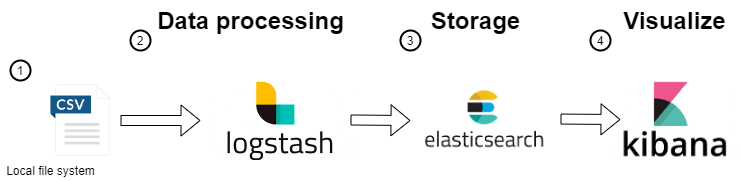 Data processing
Storage
Visualize
1
2
3
4
CSV
logstash
elasticsearch
kibana
Local file system